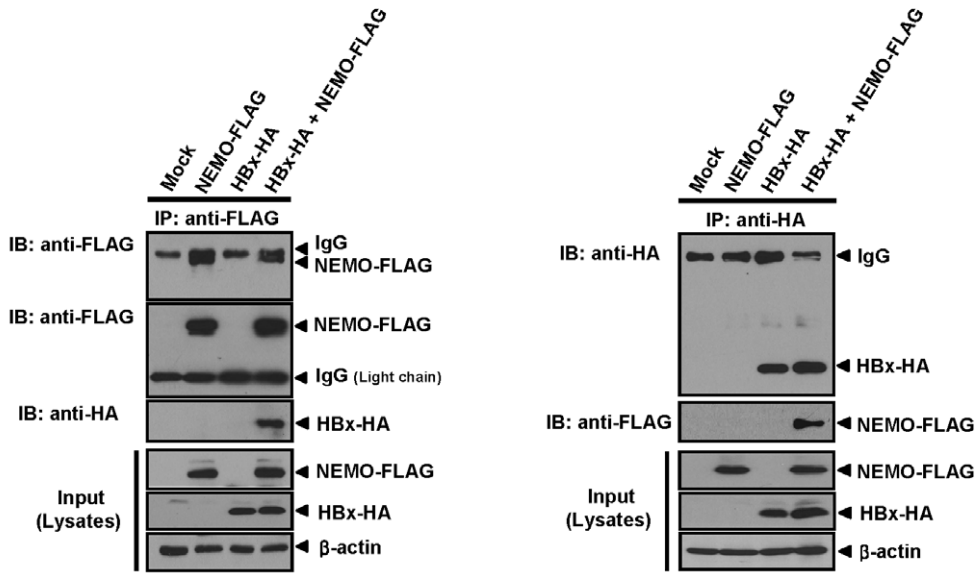 Mock
NEMO-FLAG
HBx-HA
HBx-HA + NEMO-FLAG
IP: anti-FLAG
IB: anti-FLAG
IgG
NEMO-FLAG
IB: anti-FLAG
NEMO-FLAG
IgG (Light chain)
IB: anti-HA
HBx-HA
Input
(Lysates)
NEMO-FLAG
HBx-HA
β-actin
Mock
NEMO-FLAG
HBx-HA
HBx-HA + NEMO-FLAG
IP: anti-HA
IB: anti-HA
IgG
HBx-HA
IB: anti-FLAG
NEMO-FLAG
Input
(Lysates)
NEMO-FLAG
HBx-HA
β-actin